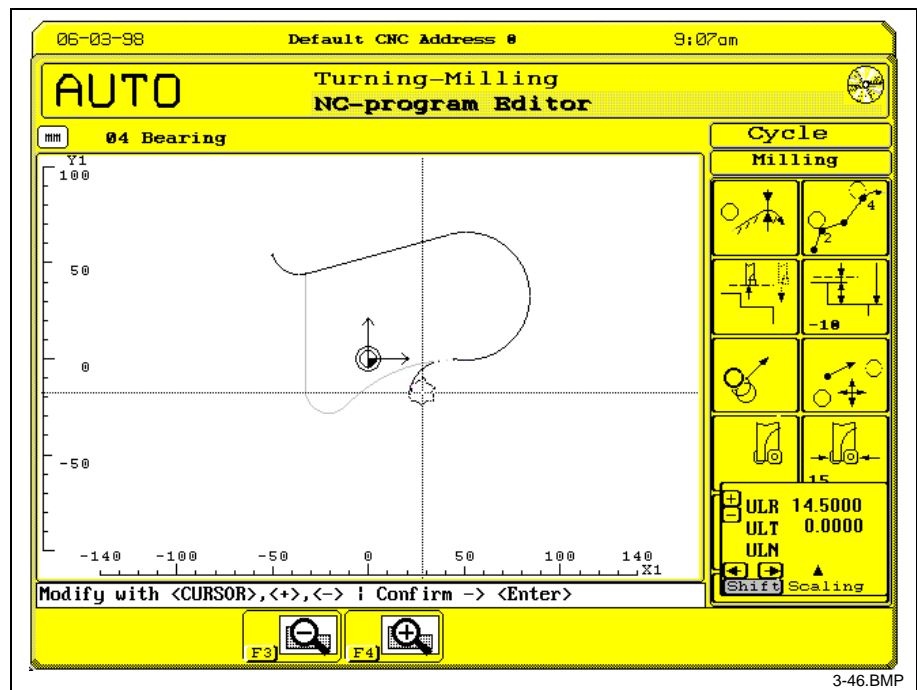 06-03-98 Default CNC Address 0 9:07am
AUTO
Turning-Milling
NC-program Editor
mm 04 Bearing
Cycle
Milling
Y1
100
50
0
-50
-140 -100 -50 0 50 100 140
X1
2 4
-10
15
ULR 14.5000
ULT 0.0000
ULN
Shift Scaling
Modify with <CURSOR>,<+>,<-> ¦ Confirm -> <Enter>
F3 F4
3-46.BMP